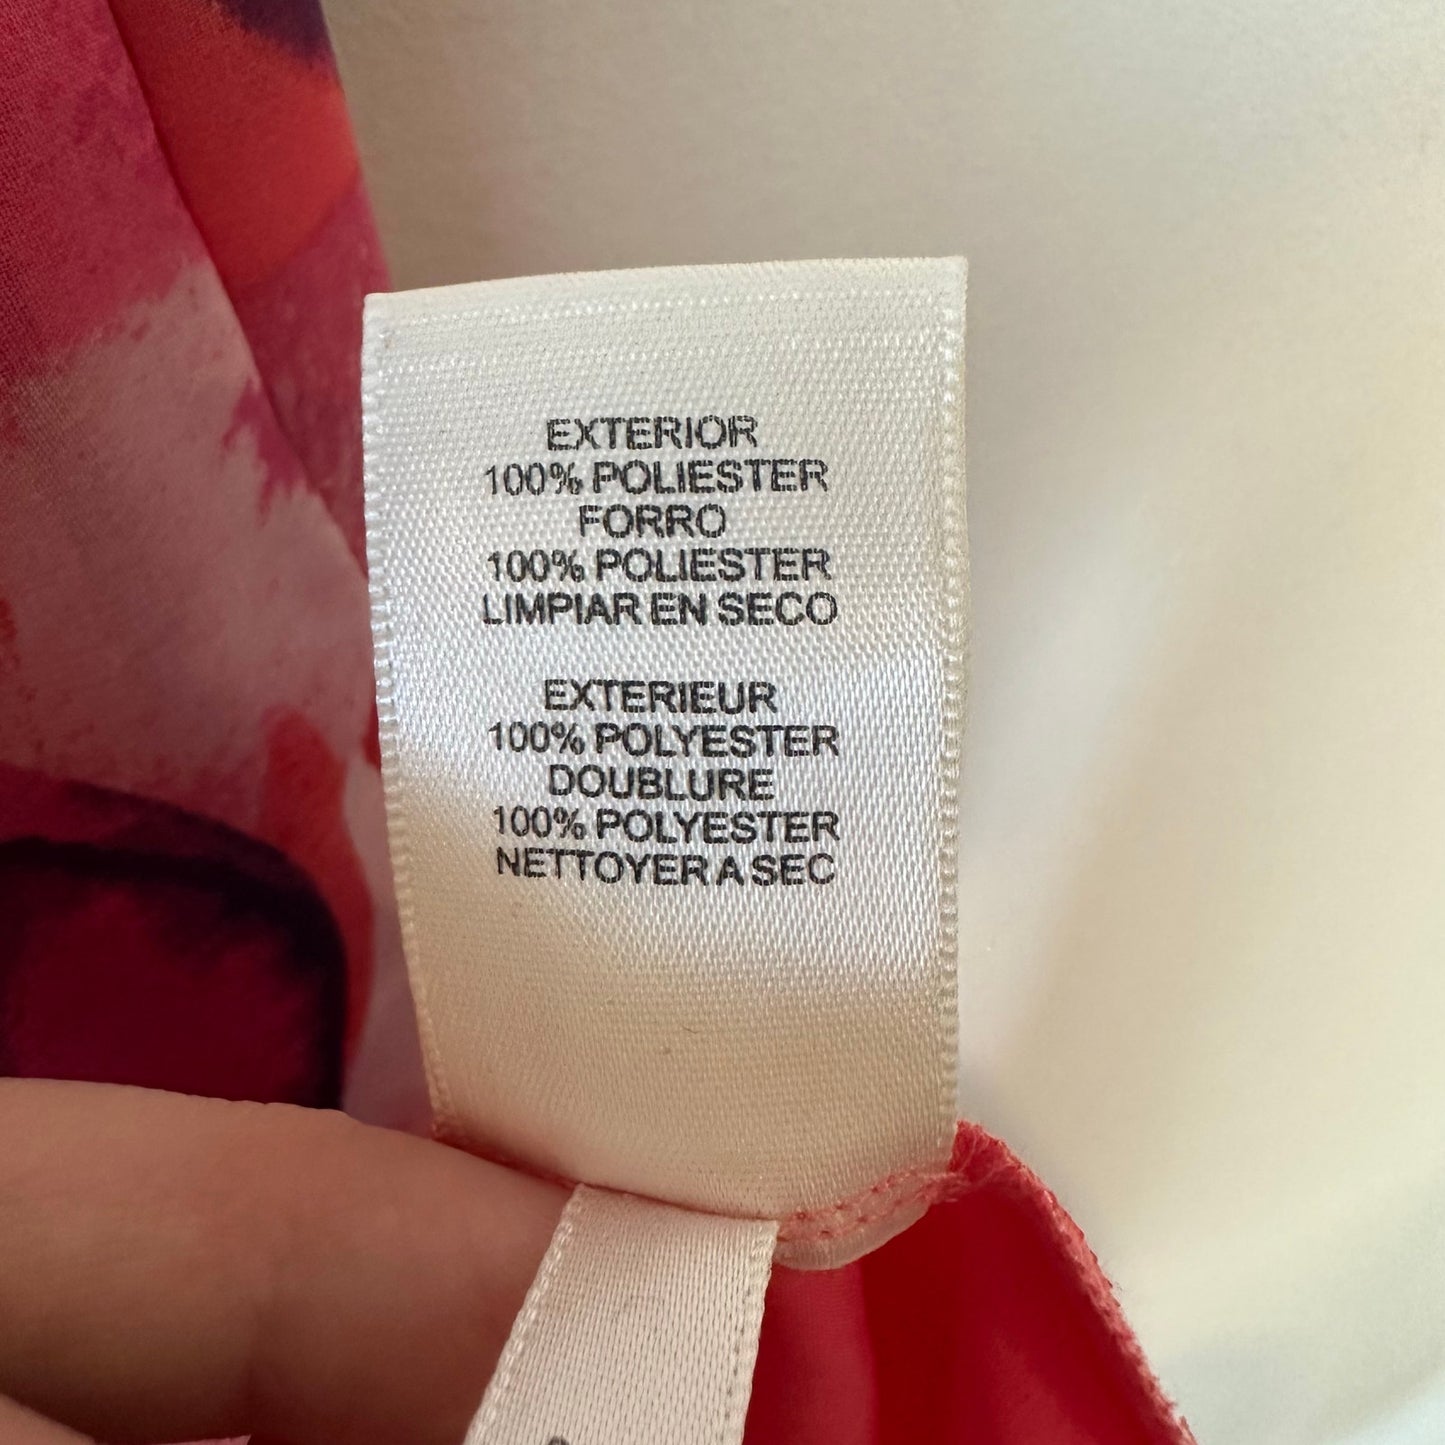 EXTERIOR
100% POLIESTER
FORRO
100% POLIESTER
LIMPIAR EN SECO
EXTERIEUR
100% POLYESTER
DOUBLURE
100% POLYESTER
NETTOYER A SEC